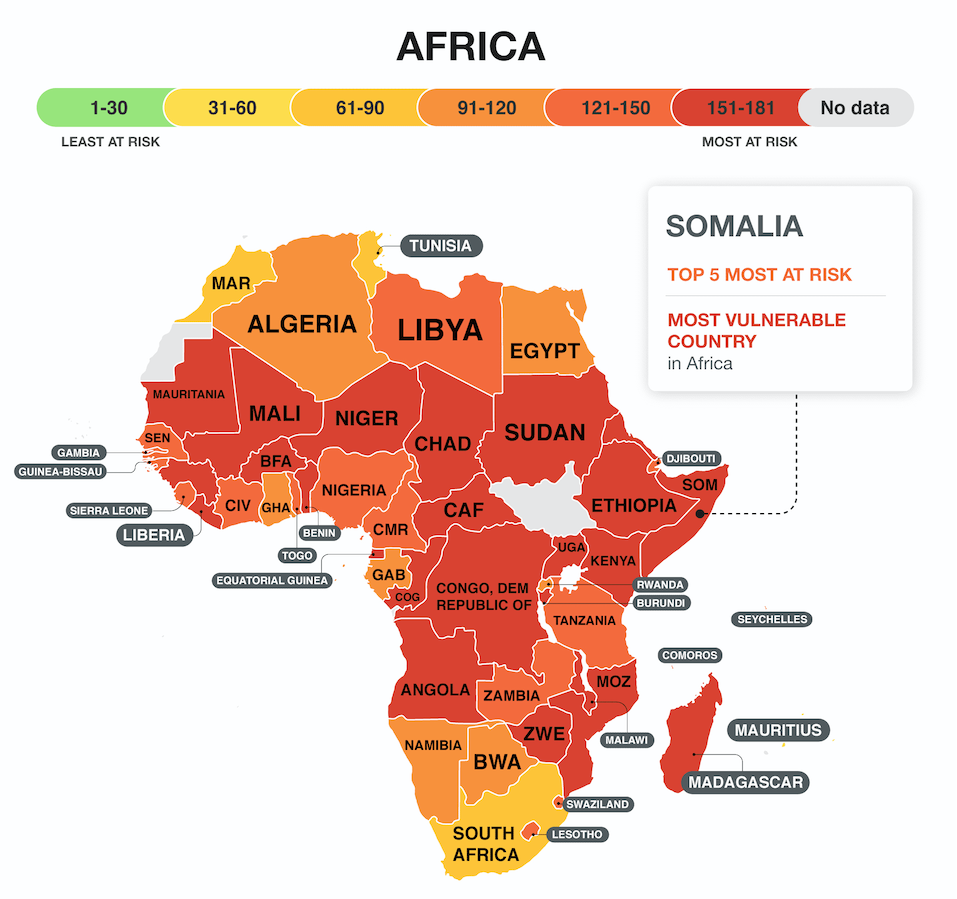 AFRICA
1-30
31-60
61-90
91-120
121-150
151-181
No data
LEAST AT RISK
MOST AT RISK
SOMALIA
TOP 5 MOST AT RISK
MOST VULNERABLE
COUNTRY
in Africa
TUNISIA
MAR
ALGERIA
LIBYA
EGYPT
MAURITANIA
MALI
NIGER
CHAD
SUDAN
SEN
GAMBIA
GUINEA-BISSAU
BFA
DJIBOUTI
SOM
NIGERIA
ETHIOPIA
SIERRA LEONE
CIV
GHA
CAF
LIBERIA
BENIN
CMR
TOGO
UGA
KENYA
EQUATORIAL GUINEA
GAB
COG
CONGO, DEM
REPUBLIC OF
RWANDA
BURUNDI
TANZANIA
SEYCHELLES
COMOROS
ANGOLA
ZAMBIA
MOZ
MALAWI
MAURITIUS
NAMIBIA
ZWE
BWA
MADAGASCAR
SWAZILAND
SOUTH
AFRICA
LESOTHO